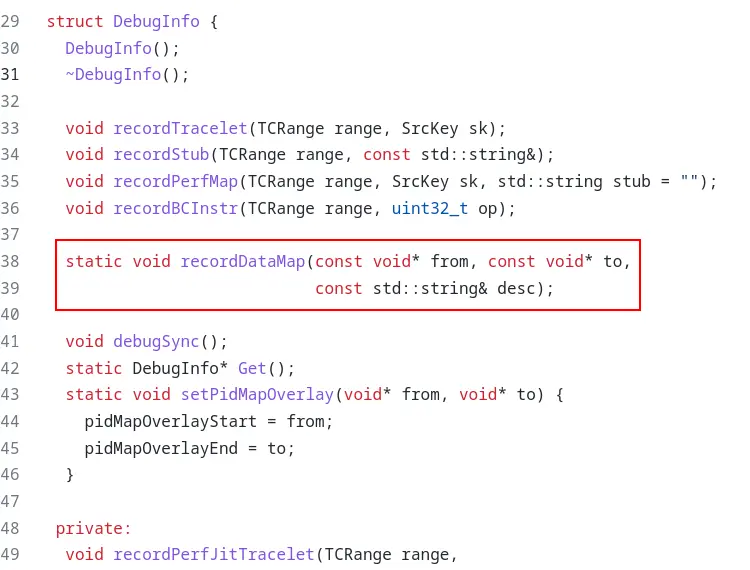 29 struct DebugInfo {
30 DebugInfo();
31 ~DebugInfo();
32
33 void recordTracelet(TCRange range, SrcKey sk);
34 void recordStub(TCRange range, const std::string&);
35 void recordPerfMap(TCRange range, SrcKey sk, std::string stub = "");
36 void recordBCInstr(TCRange range, uint32_t op);
37
38 static void recordDataMap(const void* from, const void* to,
39 const std::string& desc);
40
41 void debugSync();
42 static DebugInfo* Get();
43 static void setPidMapOverlay(void* from, void* to) {
44 pidMapOverlayStart = from;
45 pidMapOverlayEnd = to;
46 }
47
48 private:
49 void recordPerfJitTracelet(TCRange range,